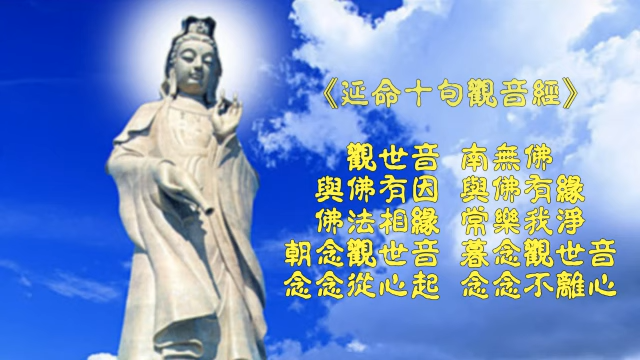 《延命十句觀音經》
觀世音 南無佛
與佛有因 與佛有緣
佛法相緣 常樂我淨
朝念觀世音 暮念觀世音
念念從心起 念念不離心